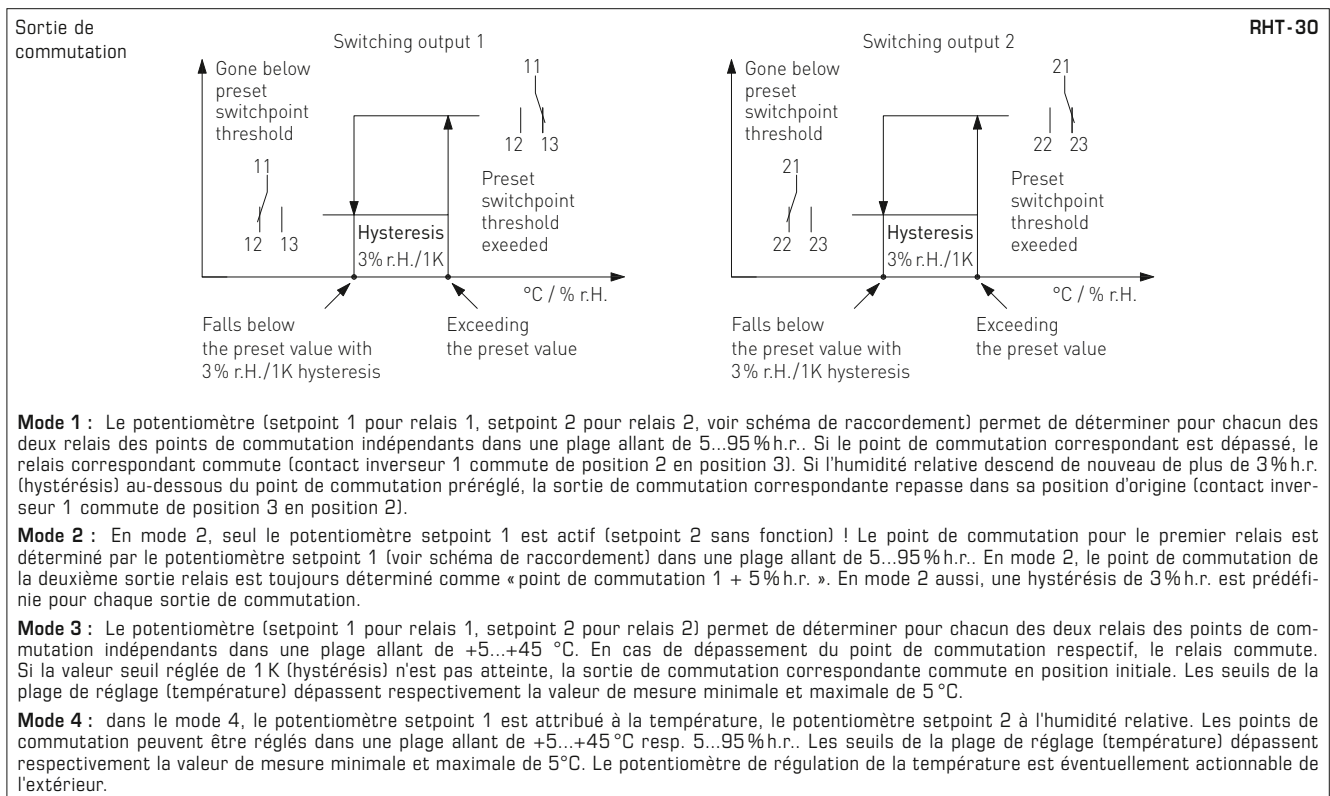 Sortie de
commutation
RHT-30
Switching output 1
Gone below
preset
switchpoint
threshold
11
12 13
11
12 13
Preset
switchpoint
threshold
exeeded
Hysteresis
3% r.H./1K
°C / % r.H.
Falls below
the preset value with
3% r.H./1K hysteresis
Exceeding
the preset value
Switching output 2
Gone below
preset
switchpoint
threshold
21
22 23
21
22 23
Preset
switchpoint
threshold
exeeded
Hysteresis
3% r.H./1K
°C / % r.H.
Falls below
the preset value with
3% r.H./1K hysteresis
Exceeding
the preset value
Mode 1 : Le potentiomètre (setpoint 1 pour relais 1, setpoint 2 pour relais 2, voir schéma de raccordement) permet de déterminer pour chacun des
deux relais des points de commutation indépendants dans une plage allant de 5...95 % h.r.. Si le point de commutation correspondant est dépassé, le
relais correspondant commute (contact inverseur 1 commute de position 2 en position 3). Si l'humidité relative descend de nouveau de plus de 3 % h.r.
(hystérésis) au-dessous du point de commutation préréglé, la sortie de commutation correspondante repasse dans sa position d'origine (contact inver-
seur 1 commute de position 3 en position 2).
Mode 2 : En mode 2, seul le potentiomètre setpoint 1 est actif (setpoint 2 sans fonction) ! Le point de commutation pour le premier relais est
déterminé par le potentiomètre setpoint 1 (voir schéma de raccordement) dans une plage allant de 5...95 % h.r.. En mode 2, le point de commutation de
la deuxième sortie relais est toujours déterminé comme « point de commutation 1 + 5 % h.r. ». En mode 2 aussi, une hystérésis de 3 % h.r. est prédéfi-
nie pour chaque sortie de commutation.
Mode 3 : Le potentiomètre (setpoint 1 pour relais 1, setpoint 2 pour relais 2) permet de déterminer pour chacun des deux relais des points de com-
mutation indépendants dans une plage allant de +5...+45 °C. En cas de dépassement du point de commutation respectif, le relais commute.
Si la valeur seuil réglée de 1 K (hystérésis) n'est pas atteinte, la sortie de commutation correspondante commute en position initiale. Les seuils de la
plage de réglage (température) dépassent respectivement la valeur de mesure minimale et maximale de 5 °C.
Mode 4 : dans le mode 4, le potentiomètre setpoint 1 est attribué à la température, le potentiomètre setpoint 2 à l'humidité relative. Les points de
commutation peuvent être réglés dans une plage allant de +5...+45 °C resp. 5...95 % h.r.. Les seuils de la plage de réglage (température) dépassent
respectivement la valeur de mesure minimale et maximale de 5°C. Le potentiomètre de régulation de la température est éventuellement actionnable de
l'extérieur.